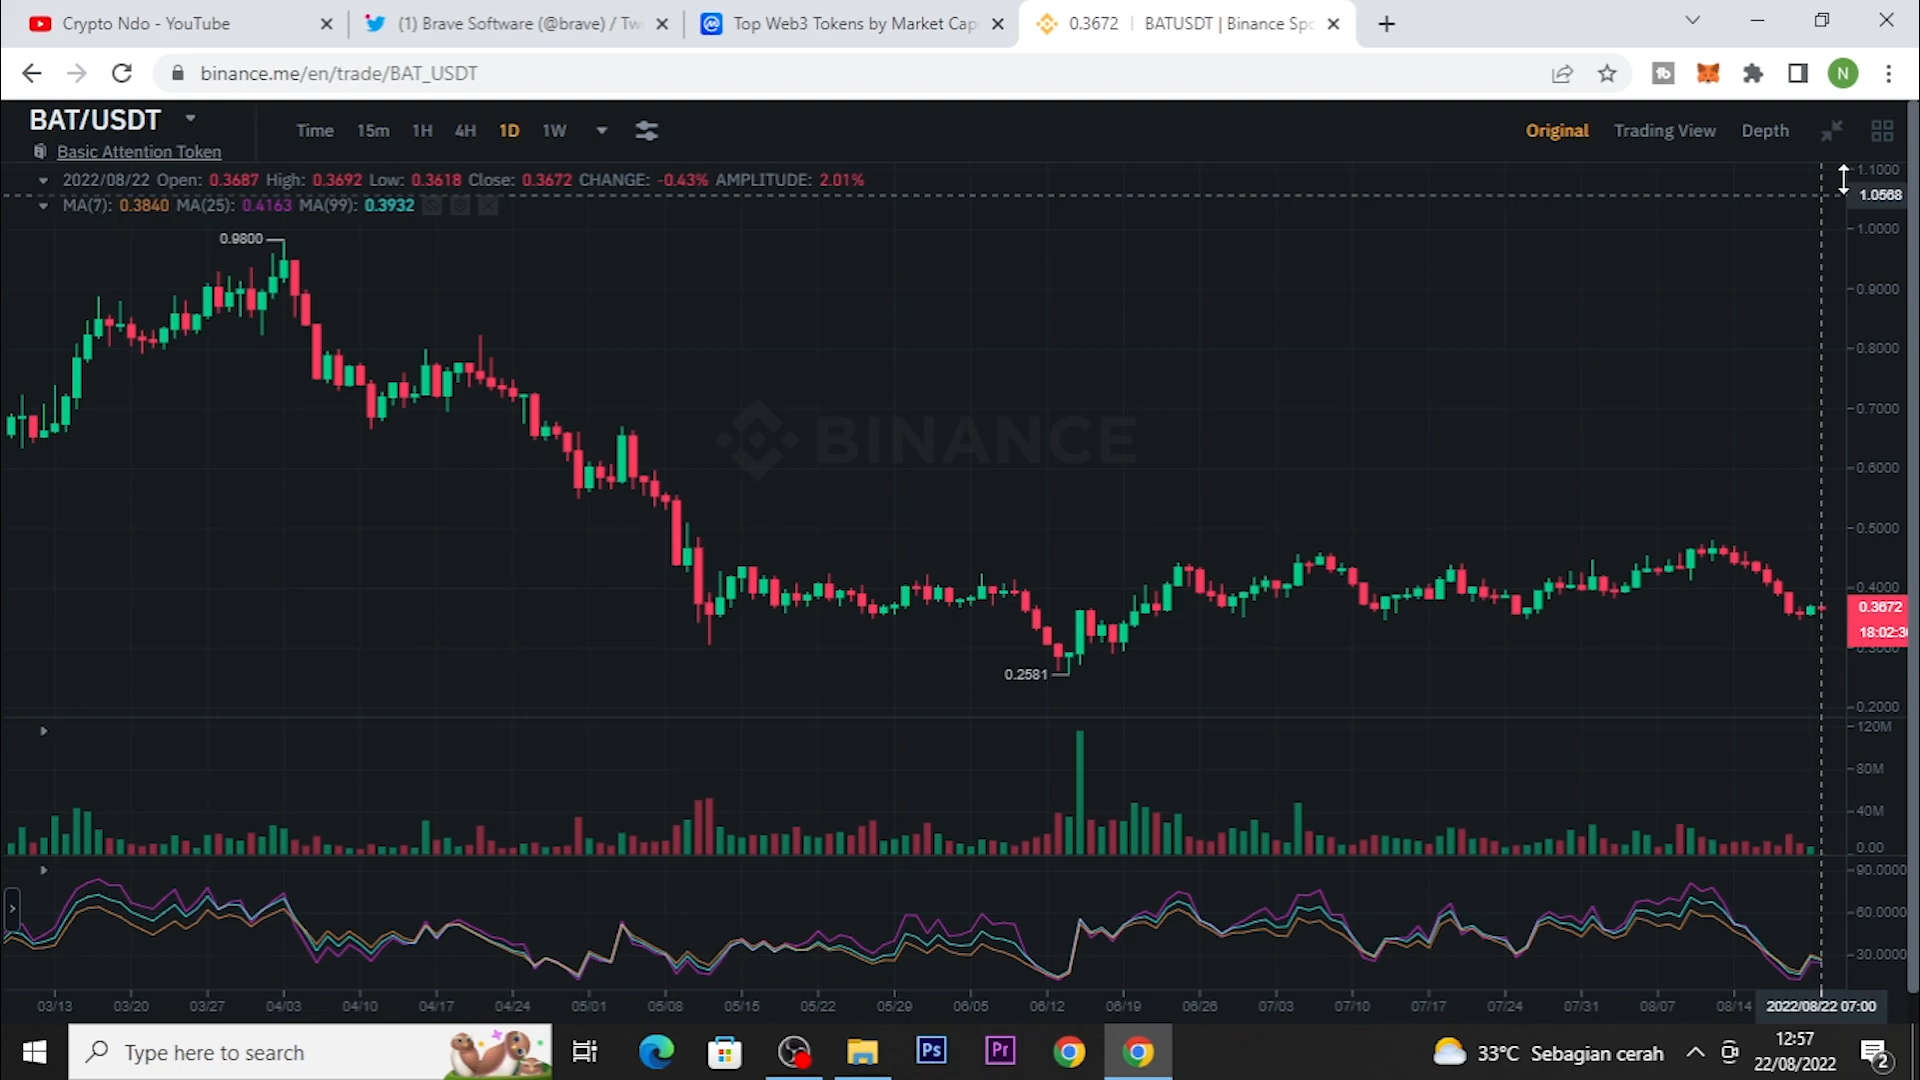 Crypto Ndo - YouTube
(1) Brave Software (@brave) / Twi
Top Web3 Tokens by Market Cap
0.3672 | BATUSDT | Binance Spo
binance.me/en/trade/BAT_USDT
N
BAT/USDT
Basic Attention Token
Time 15m 1H 4H 1D 1W
Original Trading View Depth
2022/08/22 Open: 0.3687 High: 0.3692 Low: 0.3618 Close: 0.3672 CHANGE: -0.43% AMPLITUDE: 2.01%
MA(7): 0.3840 MA(25): 0.4163 MA(99): 0.3932
1.1000
1.0568
1.0000
0.9800
0.9000
0.8000
0.7000
BINANCE
0.6000
0.5000
0.4000
0.3672
18:02:3
0.3000
0.2581
0.2000
120M
80M
40M
0.00
90.0000
60.0000
30.0000
03/13 03/20 03/27 04/03 04/10 04/17 04/24 05/01 05/08 05/15 05/22 05/29 06/05 06/12 06/19 06/26 07/03 07/10 07/17 07/24 07/31 08/07 08/14 2022/08/22 07:00
Type here to search
Ps
Pr
33°C Sebagian cerah
12:57
22/08/2022
2